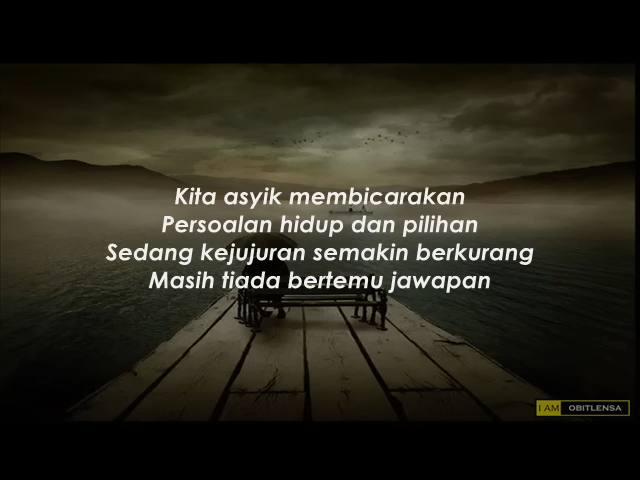 Kita asyik membicarakan
Persoalan hidup dan pilihan
Sedang kejujuran semakin berkurang
Masih tiada bertemu jawapan
I AM OBITLENSA